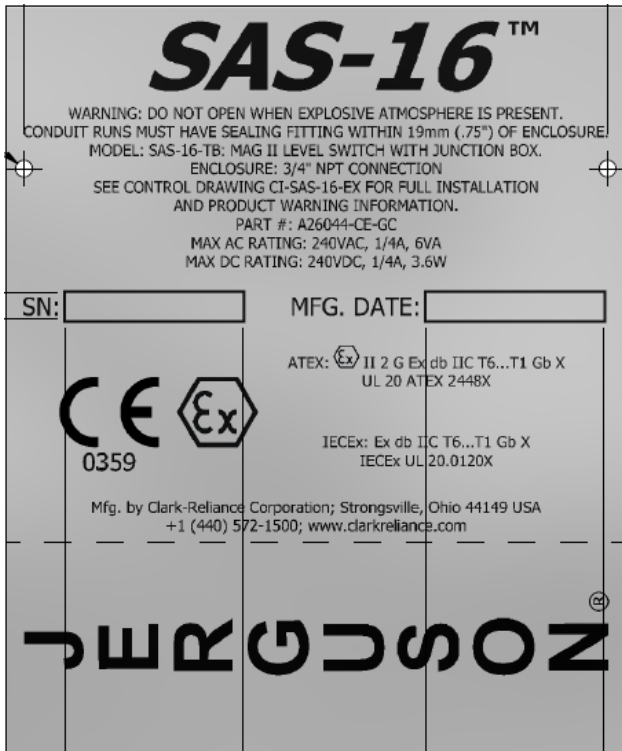 SAS-16™
WARNING: DO NOT OPEN WHEN EXPLOSIVE ATMOSPHERE IS PRESENT.
CONDUIT RUNS MUST HAVE SEALING FITTING WITHIN 19mm (.75") OF ENCLOSURE.
MODEL: SAS-16-TB: MAG II LEVEL SWITCH WITH JUNCTION BOX.
ENCLOSURE: 3/4" NPT CONNECTION
SEE CONTROL DRAWING CI-SAS-16-EX FOR FULL INSTALLATION
AND PRODUCT WARNING INFORMATION.
PART #: A26044-CE-GC
MAX AC RATING: 240VAC, 1/4A, 6VA
MAX DC RATING: 240VDC, 1/4A, 3.6W
SN: MFG. DATE:
ATEX: Ex II 2 G Ex db IIC T6...T1 Gb X
UL 20 ATEX 2448X
CE Ex
0359
IECEx: Ex db IIC T6...T1 Gb X
IECEx UL 20.0120X
Mfg. by Clark-Reliance Corporation; Strongsville, Ohio 44149 USA
+1 (440) 572-1500; www.clarkreliance.com
JERGUSON®